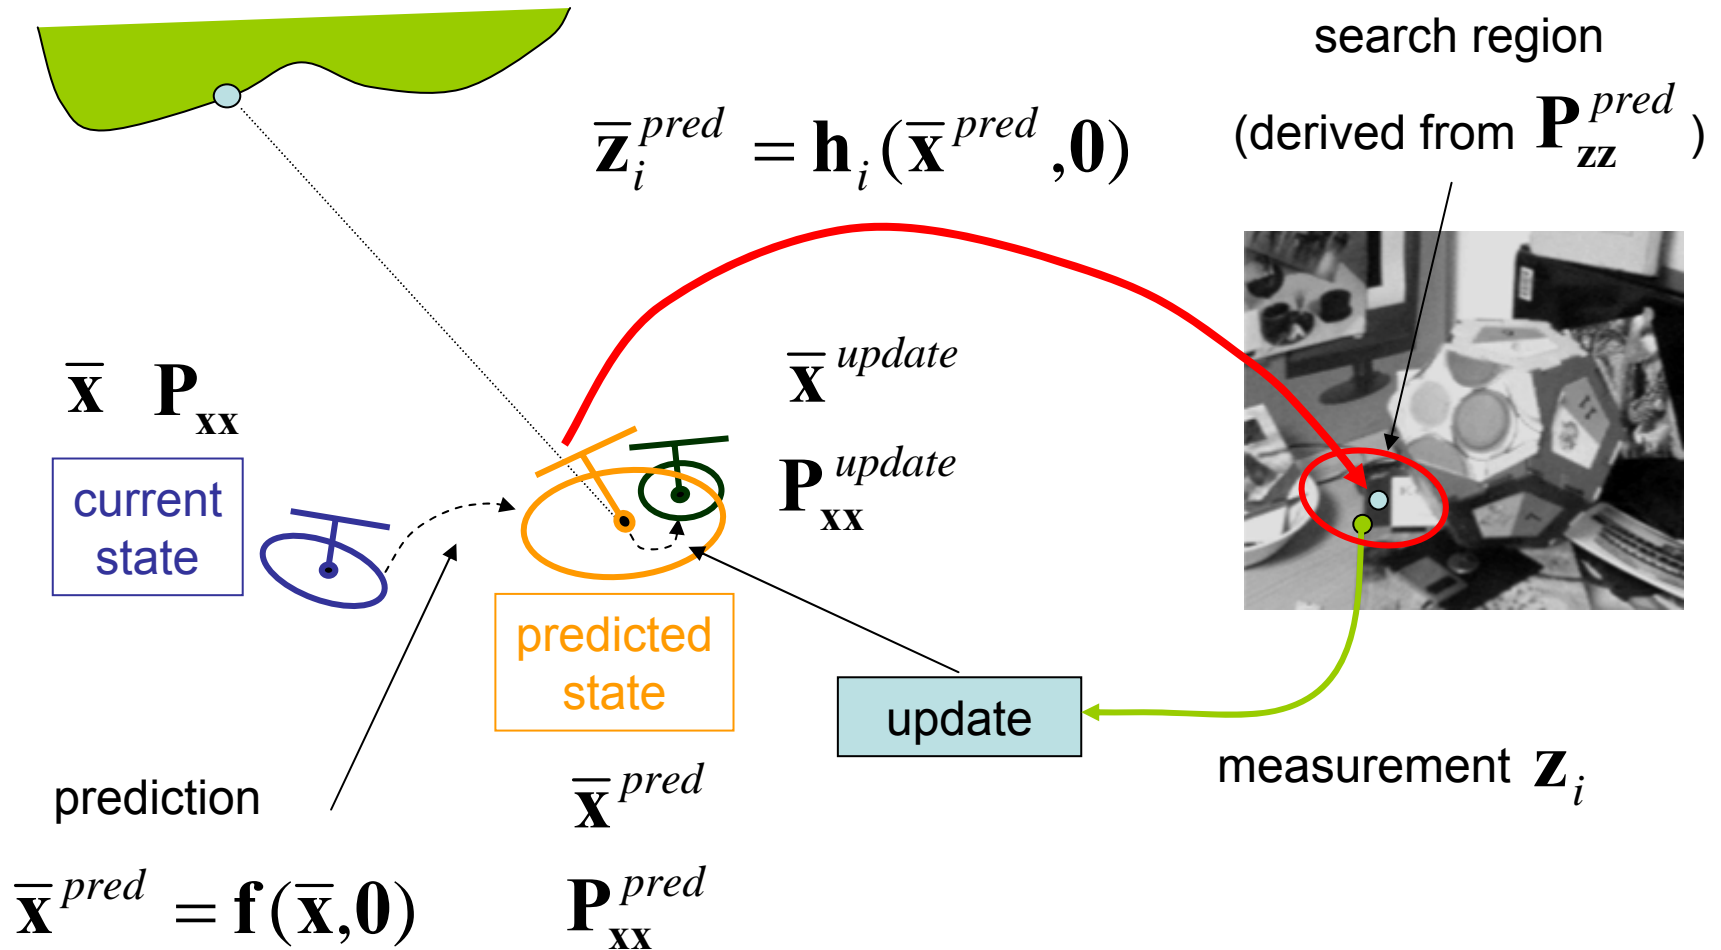 search region
(derived from P_zz^pred )
z̅_i^pred = h_i(x̅^pred ,0)
x̅ P_xx
x̅^update
P_xx^update
current
state
predicted
state
update
measurement z_i
prediction
x̅^pred
x̅^pred = f(x̅,0)
P_xx^pred
11